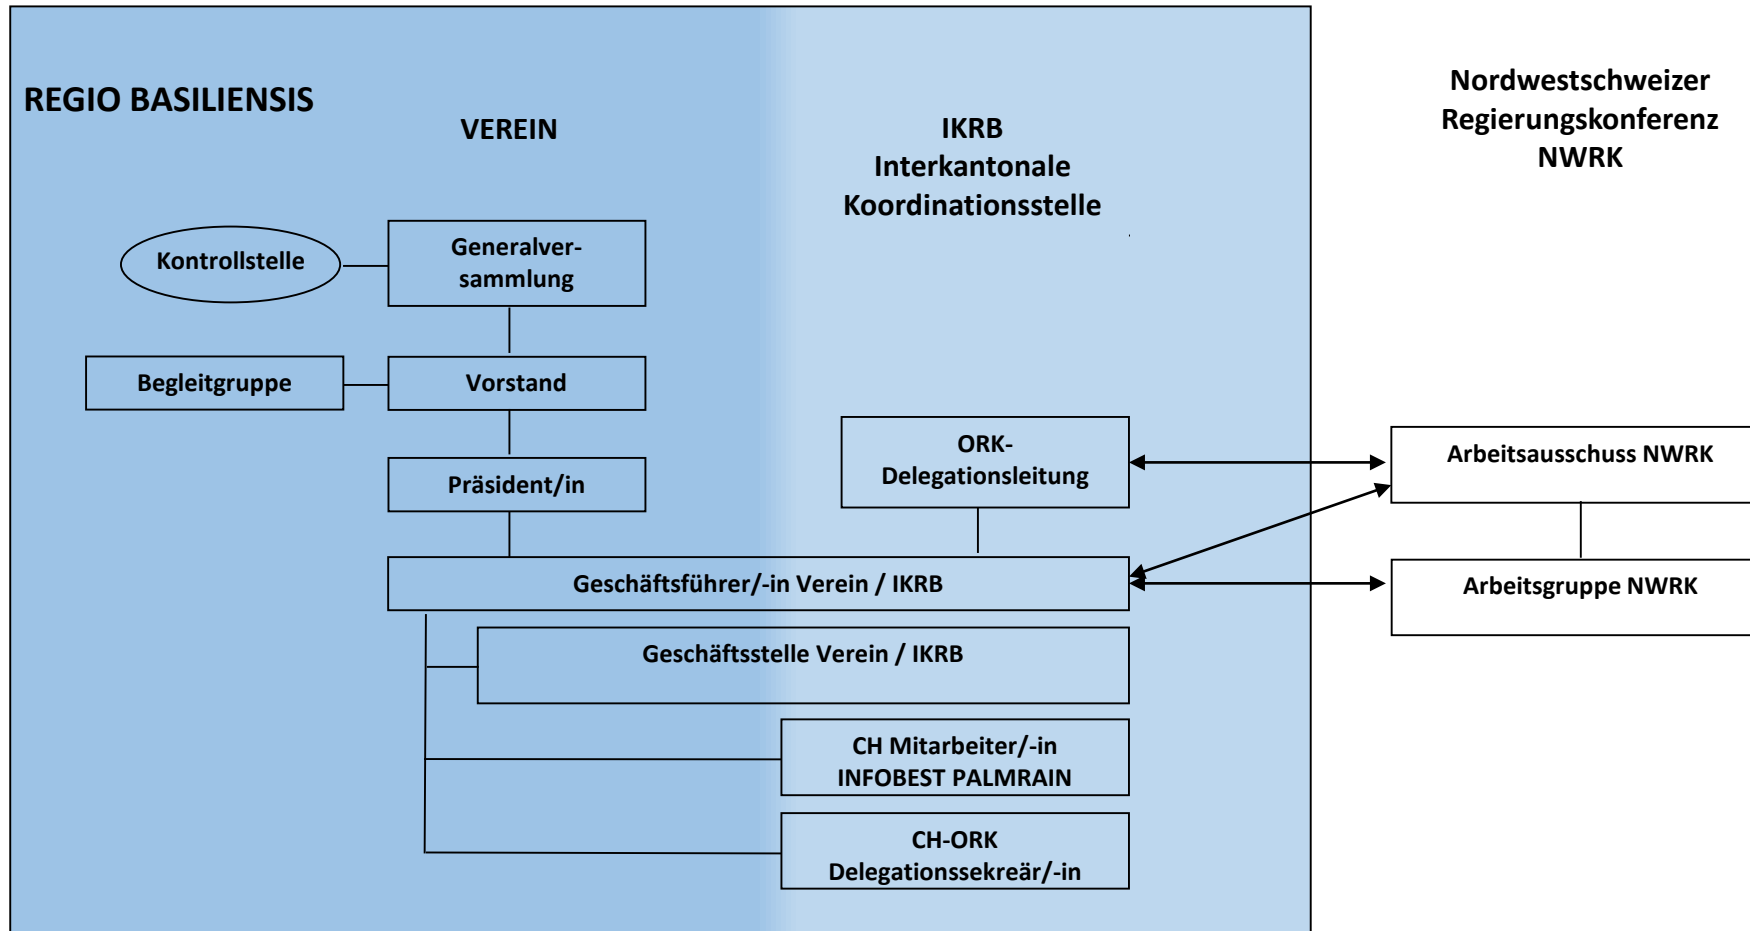 REGIO BASILIENSIS
VEREIN
IKRB
Interkantonale
Koordinationsstelle
Nordwestschweizer
Regierungskonferenz
NWRK
Kontrollstelle
Generalver-
sammlung
Begleitgruppe
Vorstand
Präsident/in
ORK-
Delegationsleitung
Arbeitsausschuss NWRK
Geschäftsführer/-in Verein / IKRB
Arbeitsgruppe NWRK
Geschäftsstelle Verein / IKRB
CH Mitarbeiter/-in
INFOBEST PALMRAIN
CH-ORK
Delegationssekreär/-in